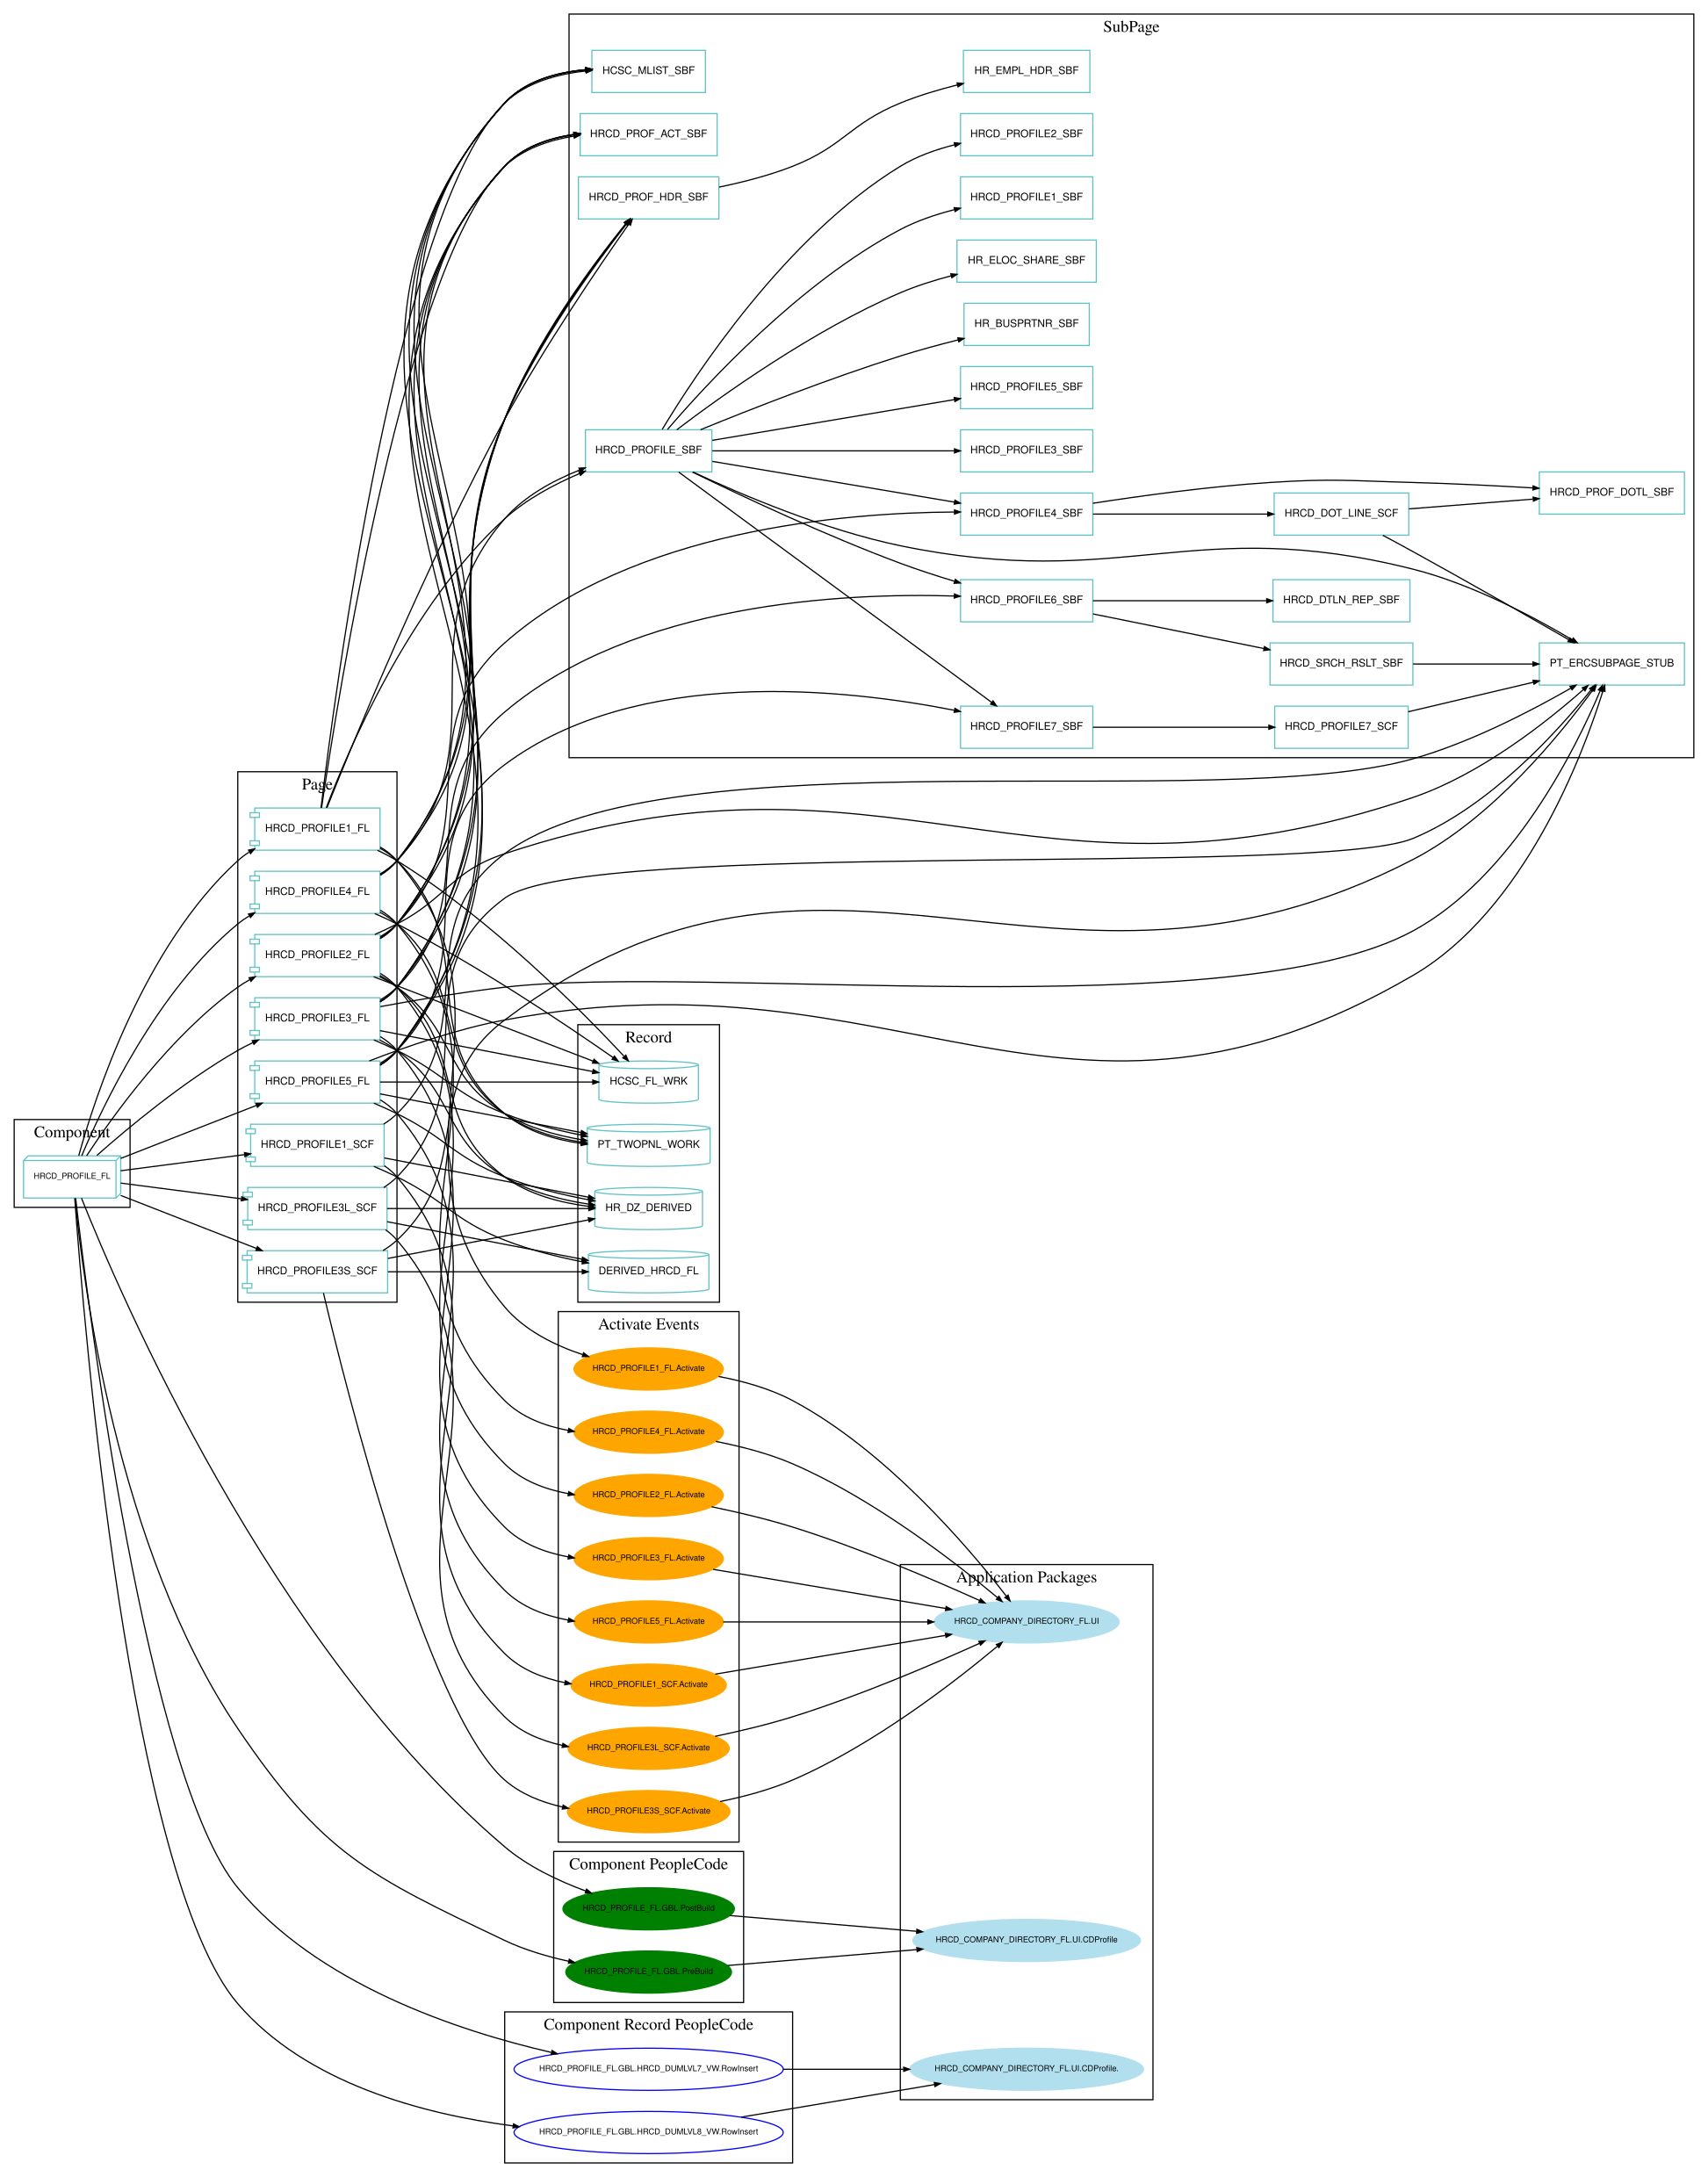 SubPage
HCSC_MLIST_SBF
HR_EMPL_HDR_SBF
HRCD_PROF_ACT_SBF
HRCD_PROFILE2_SBF
HRCD_PROF_HDR_SBF
HRCD_PROFILE1_SBF
HR_ELOC_SHARE_SBF
HR_BUSPRTNR_SBF
HRCD_PROFILE5_SBF
HRCD_PROFILE_SBF
HRCD_PROFILE3_SBF
HRCD_PROF_DOTL_SBF
HRCD_PROFILE4_SBF
HRCD_DOT_LINE_SCF
HRCD_PROFILE6_SBF
HRCD_DTLN_REP_SBF
HRCD_SRCH_RSLT_SBF
PT_ERCSUBPAGE_STUB
HRCD_PROFILE7_SBF
HRCD_PROFILE7_SCF
Page
HRCD_PROFILE1_FL
HRCD_PROFILE4_FL
HRCD_PROFILE2_FL
HRCD_PROFILE3_FL
HRCD_PROFILE5_FL
HRCD_PROFILE1_SCF
HRCD_PROFILE3L_SCF
HRCD_PROFILE3S_SCF
Component
HRCD_PROFILE_FL
Record
HCSC_FL_WRK
PT_TWOPNL_WORK
HR_DZ_DERIVED
DERIVED_HRCD_FL
Activate Events
HRCD_PROFILE1_FL.Activate
HRCD_PROFILE4_FL.Activate
HRCD_PROFILE2_FL.Activate
HRCD_PROFILE3_FL.Activate
HRCD_PROFILE5_FL.Activate
HRCD_PROFILE1_SCF.Activate
HRCD_PROFILE3L_SCF.Activate
HRCD_PROFILE3S_SCF.Activate
Application Packages
HRCD_COMPANY_DIRECTORY_FL.UI
HRCD_COMPANY_DIRECTORY_FL.UI.CDProfile
HRCD_COMPANY_DIRECTORY_FL.UI.CDProfile.
Component PeopleCode
HRCD_PROFILE_FL.GBL.PostBuild
HRCD_PROFILE_FL.GBL.PreBuild
Component Record PeopleCode
HRCD_PROFILE_FL.GBL.HRCD_DUMLVL7_VW.RowInsert
HRCD_PROFILE_FL.GBL.HRCD_DUMLVL8_VW.RowInsert